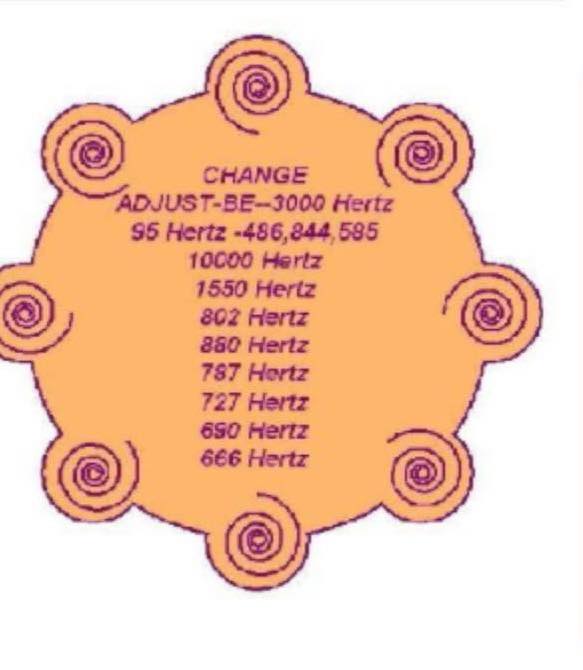 CHANGE
ADJUST-BE--3000 Hertz
95 Hertz -486,844,585
10000 Hertz
1550 Hertz
802 Hertz
880 Hertz
787 Hertz
727 Hertz
690 Hertz
666 Hertz